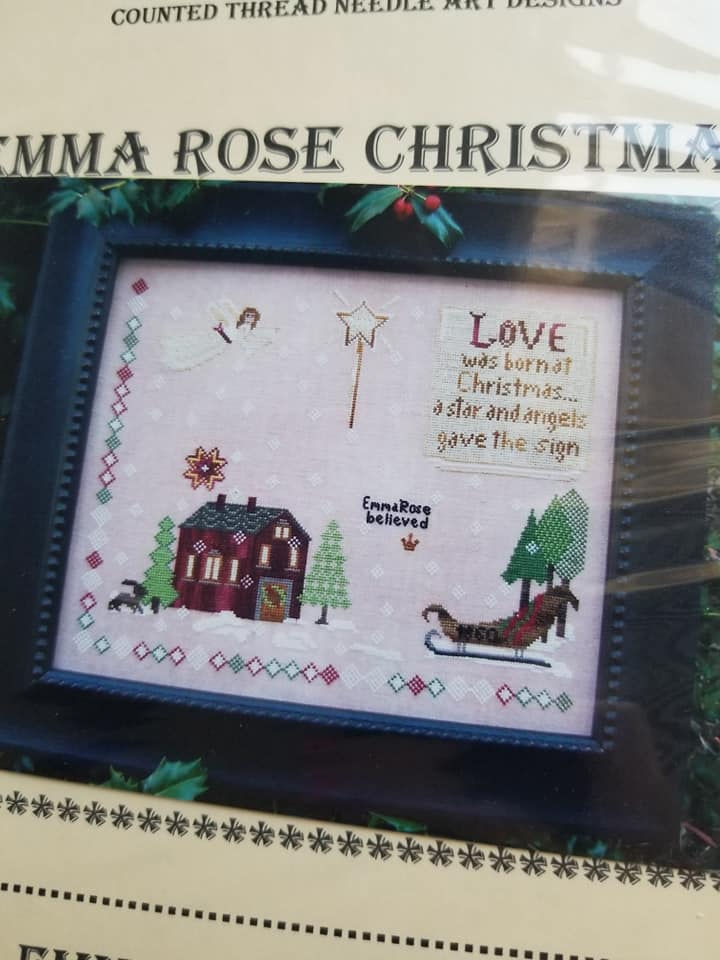 COUNTED THREAD NEEDLE ART DESIGNS
EMMA ROSE CHRISTMA
LOVE
was born at
Christmas...
a star and angels
gave the sign
EmmaRose
believed